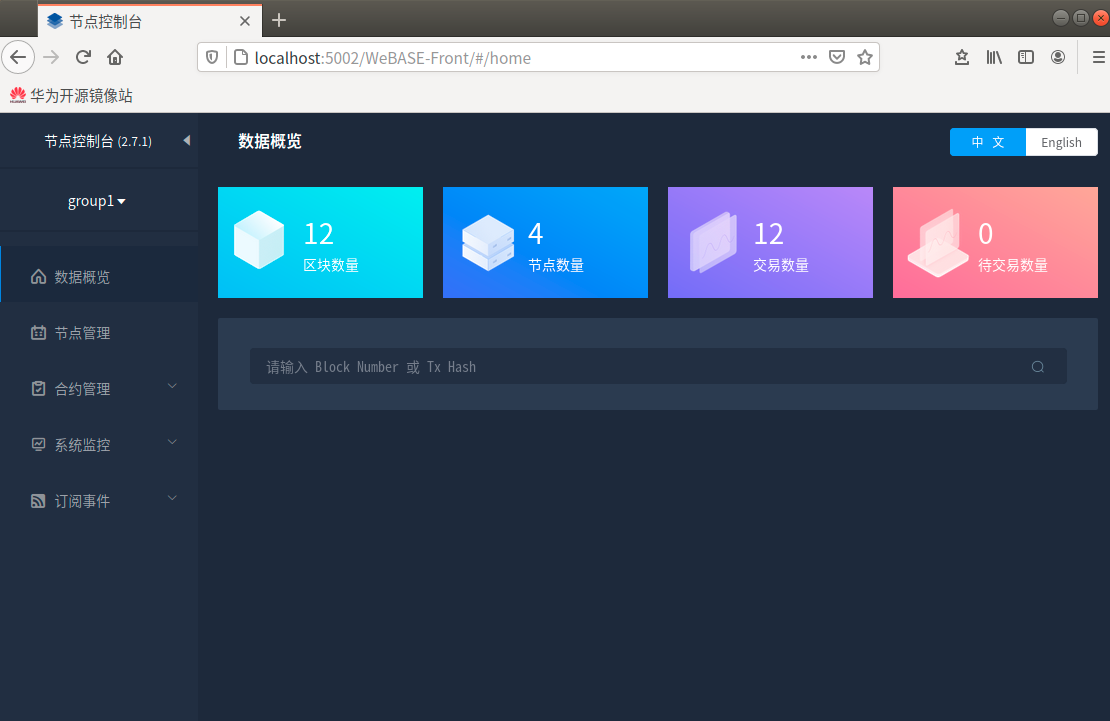 节点控制台
localhost:5002/WeBASE-Front/#/home
华为开源镜像站
节点控制台 (2.7.1)
group1
数据概览
节点管理
合约管理
系统监控
订阅事件
数据概览
中 文 English
12
区块数量
4
节点数量
12
交易数量
0
待交易数量
请输入 Block Number 或 Tx Hash